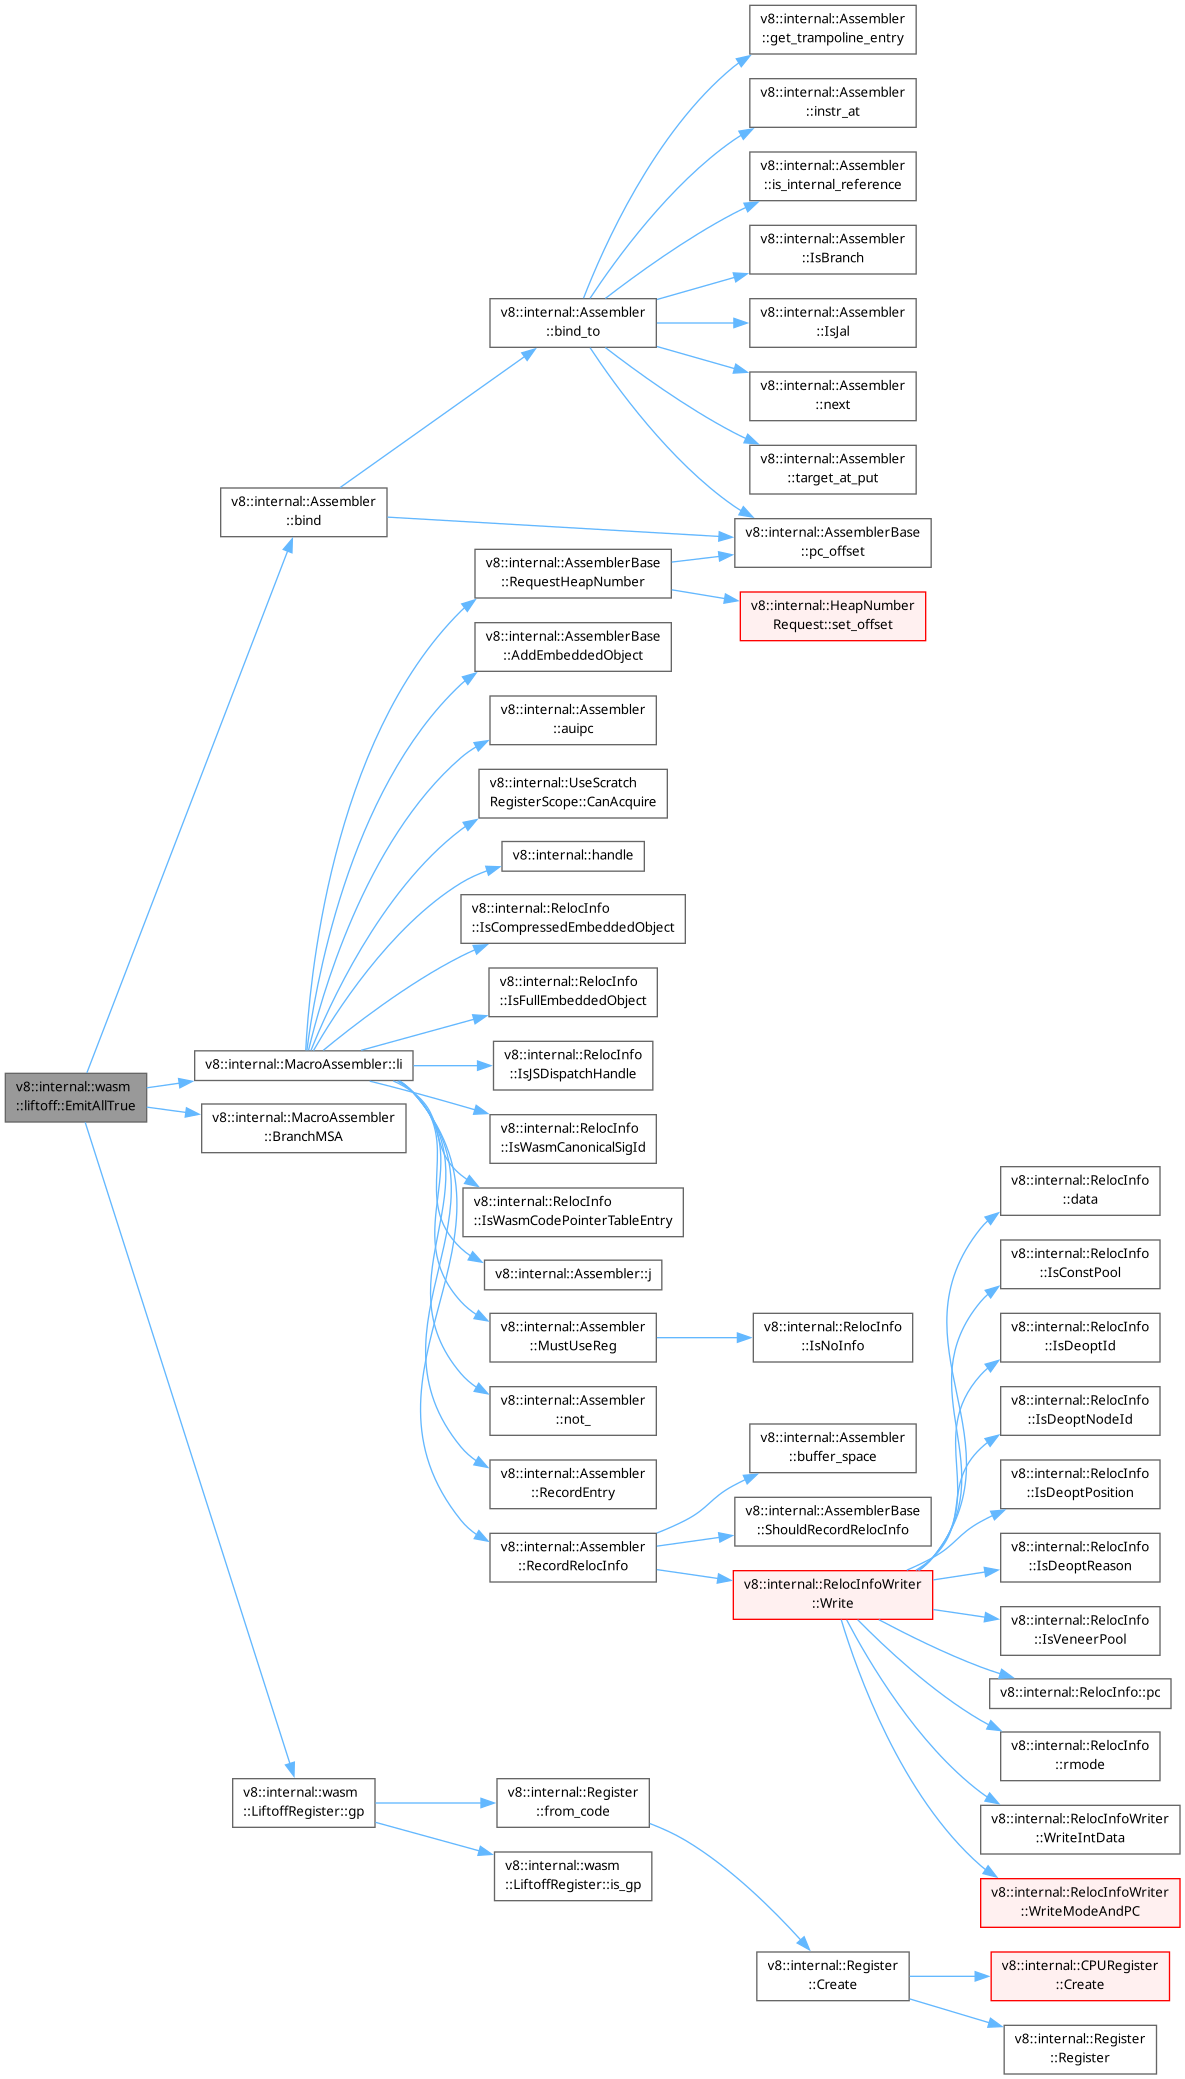 v8::internal::Assembler
::get_trampoline_entry
v8::internal::Assembler
::instr_at
v8::internal::Assembler
::is_internal_reference
v8::internal::Assembler
::IsBranch
v8::internal::Assembler
::bind_to
v8::internal::Assembler
::IsJal
v8::internal::Assembler
::next
v8::internal::Assembler
::target_at_put
v8::internal::Assembler
::bind
v8::internal::AssemblerBase
::pc_offset
v8::internal::AssemblerBase
::RequestHeapNumber
v8::internal::HeapNumber
Request::set_offset
v8::internal::AssemblerBase
::AddEmbeddedObject
v8::internal::Assembler
::auipc
v8::internal::UseScratch
RegisterScope::CanAcquire
v8::internal::handle
v8::internal::RelocInfo
::IsCompressedEmbeddedObject
v8::internal::RelocInfo
::IsFullEmbeddedObject
v8::internal::MacroAssembler::li
v8::internal::RelocInfo
::IsJSDispatchHandle
v8::internal::wasm
::liftoff::EmitAllTrue
v8::internal::MacroAssembler
::BranchMSA
v8::internal::RelocInfo
::IsWasmCanonicalSigId
v8::internal::RelocInfo
::IsWasmCodePointerTableEntry
v8::internal::RelocInfo
::data
v8::internal::Assembler::j
v8::internal::RelocInfo
::IsConstPool
v8::internal::Assembler
::MustUseReg
v8::internal::RelocInfo
::IsNoInfo
v8::internal::RelocInfo
::IsDeoptId
v8::internal::Assembler
::not_
v8::internal::RelocInfo
::IsDeoptNodeId
v8::internal::Assembler
::buffer_space
v8::internal::Assembler
::RecordEntry
v8::internal::RelocInfo
::IsDeoptPosition
v8::internal::AssemblerBase
::ShouldRecordRelocInfo
v8::internal::Assembler
::RecordRelocInfo
v8::internal::RelocInfo
::IsDeoptReason
v8::internal::RelocInfoWriter
::Write
v8::internal::RelocInfo
::IsVeneerPool
v8::internal::RelocInfo::pc
v8::internal::RelocInfo
::rmode
v8::internal::wasm
::LiftoffRegister::gp
v8::internal::Register
::from_code
v8::internal::RelocInfoWriter
::WriteIntData
v8::internal::wasm
::LiftoffRegister::is_gp
v8::internal::RelocInfoWriter
::WriteModeAndPC
v8::internal::Register
::Create
v8::internal::CPURegister
::Create
v8::internal::Register
::Register